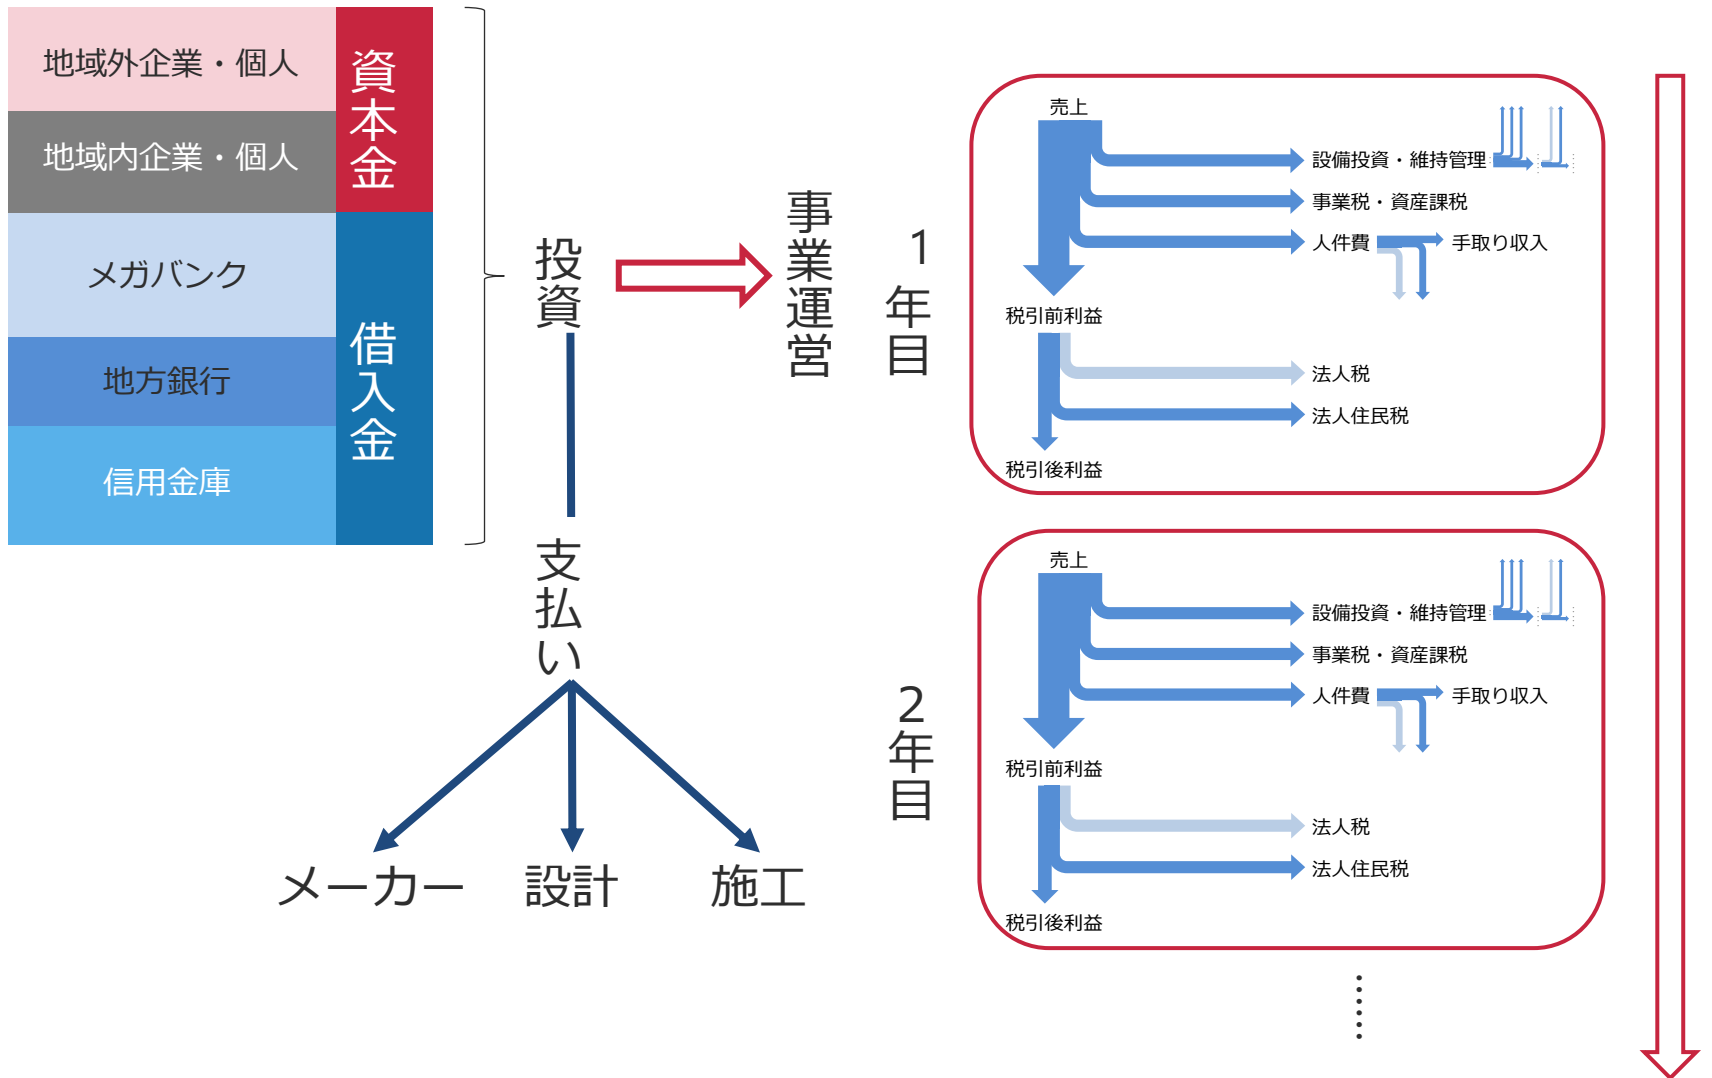 地域外企業・個人
地域内企業・個人
資本金
メガバンク
地方銀行
信用金庫
借入金
投資
支払い
メーカー
設計
施工
事業運営
1年目
売上
設備投資・維持管理
事業税・資産課税
人件費
手取り収入
税引前利益
法人税
法人住民税
税引後利益
2年目
売上
設備投資・維持管理
事業税・資産課税
人件費
手取り収入
税引前利益
法人税
法人住民税
税引後利益
……